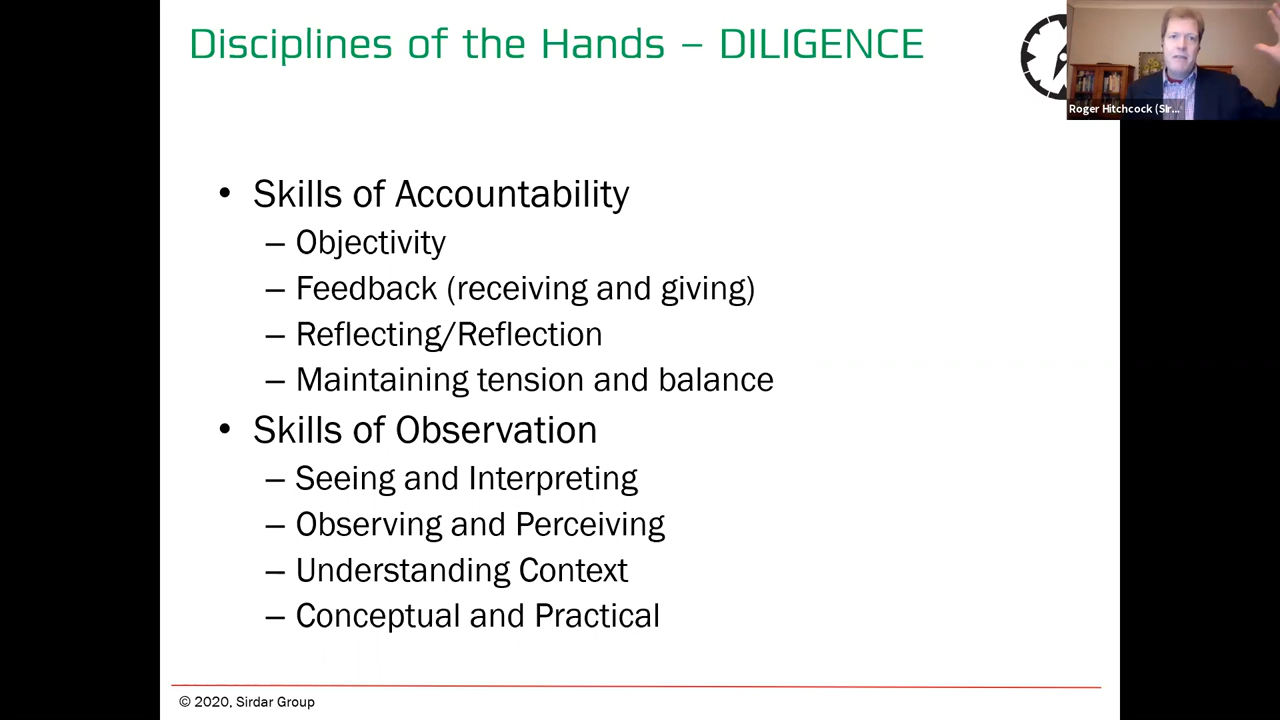 Disciplines of the Hands – DILIGENCE
Roger Hitchcock (Sir...
• Skills of Accountability
– Objectivity
– Feedback (receiving and giving)
– Reflecting/Reflection
– Maintaining tension and balance
• Skills of Observation
– Seeing and Interpreting
– Observing and Perceiving
– Understanding Context
– Conceptual and Practical
© 2020, Sirdar Group